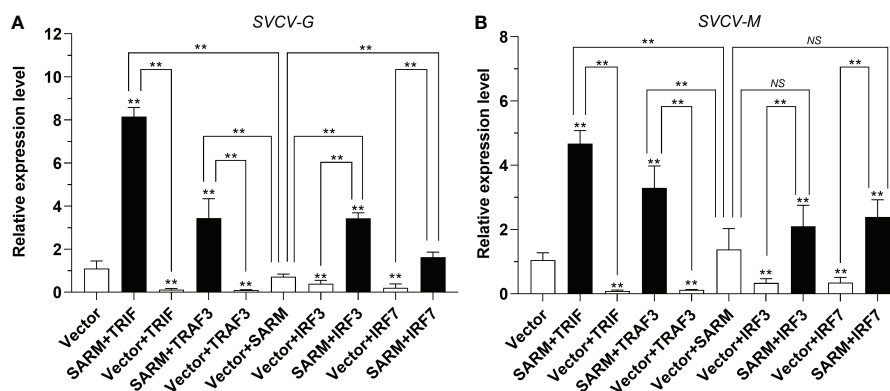 A
SVCV-G
Relative expression level
12
10
8
6
4
2
0
**
**
**
**
**
**
**
**
**
**
**
**
**
**
Vector
SARM+TRIF
Vector+TRIF
SARM+TRAF3
Vector+TRAF3
Vector+SARM
Vector+IRF3
SARM+IRF3
Vector+IRF7
SARM+IRF7
B
SVCV-M
Relative expression level
8
6
4
2
0
**
NS
**
**
**
NS
**
**
**
**
**
**
**
**
**
**
**
Vector
SARM+TRIF
Vector+TRIF
SARM+TRAF3
Vector+TRAF3
Vector+SARM
Vector+IRF3
SARM+IRF3
Vector+IRF7
SARM+IRF7